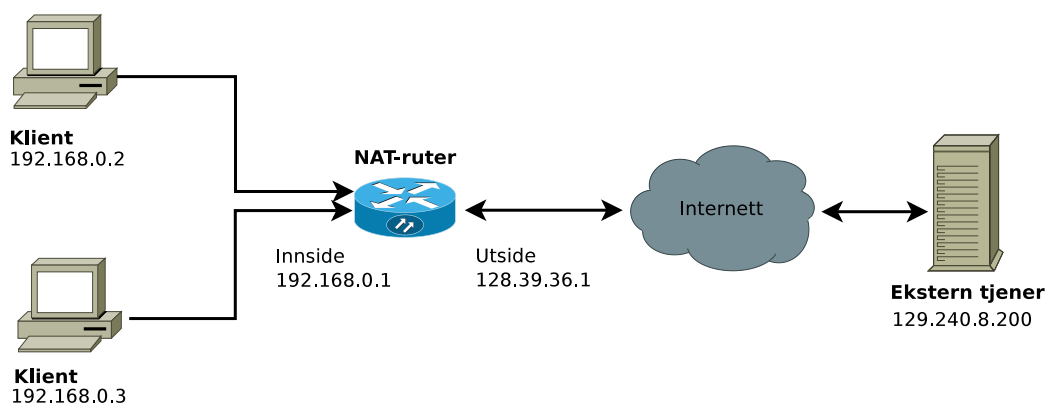 Klient
192.168.0.2
NAT-ruter
Innside
192.168.0.1
Utside
128.39.36.1
Internett
Ekstern tjener
129.240.8.200
Klient
192.168.0.3